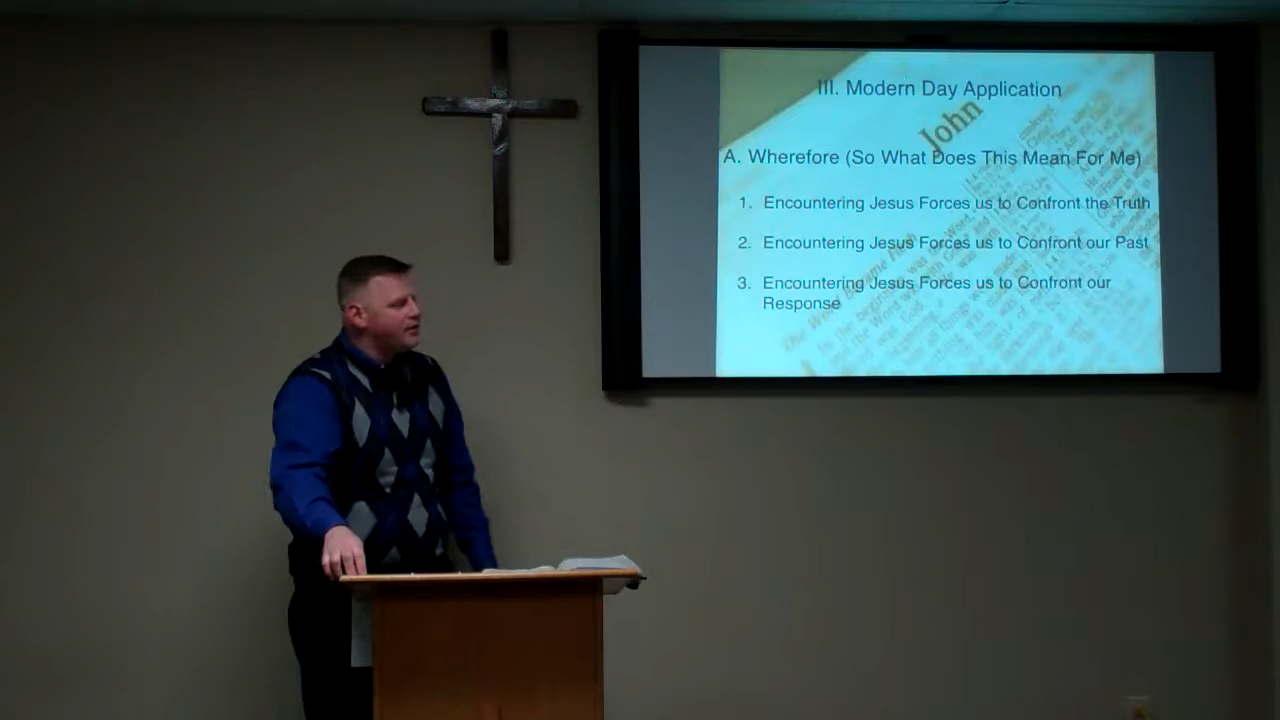 III. Modern Day Application
John
A. Wherefore (So What Does This Mean For Me)
1. Encountering Jesus Forces us to Confront the Truth
2. Encountering Jesus Forces us to Confront our Past
3. Encountering Jesus Forces us to Confront our
Response